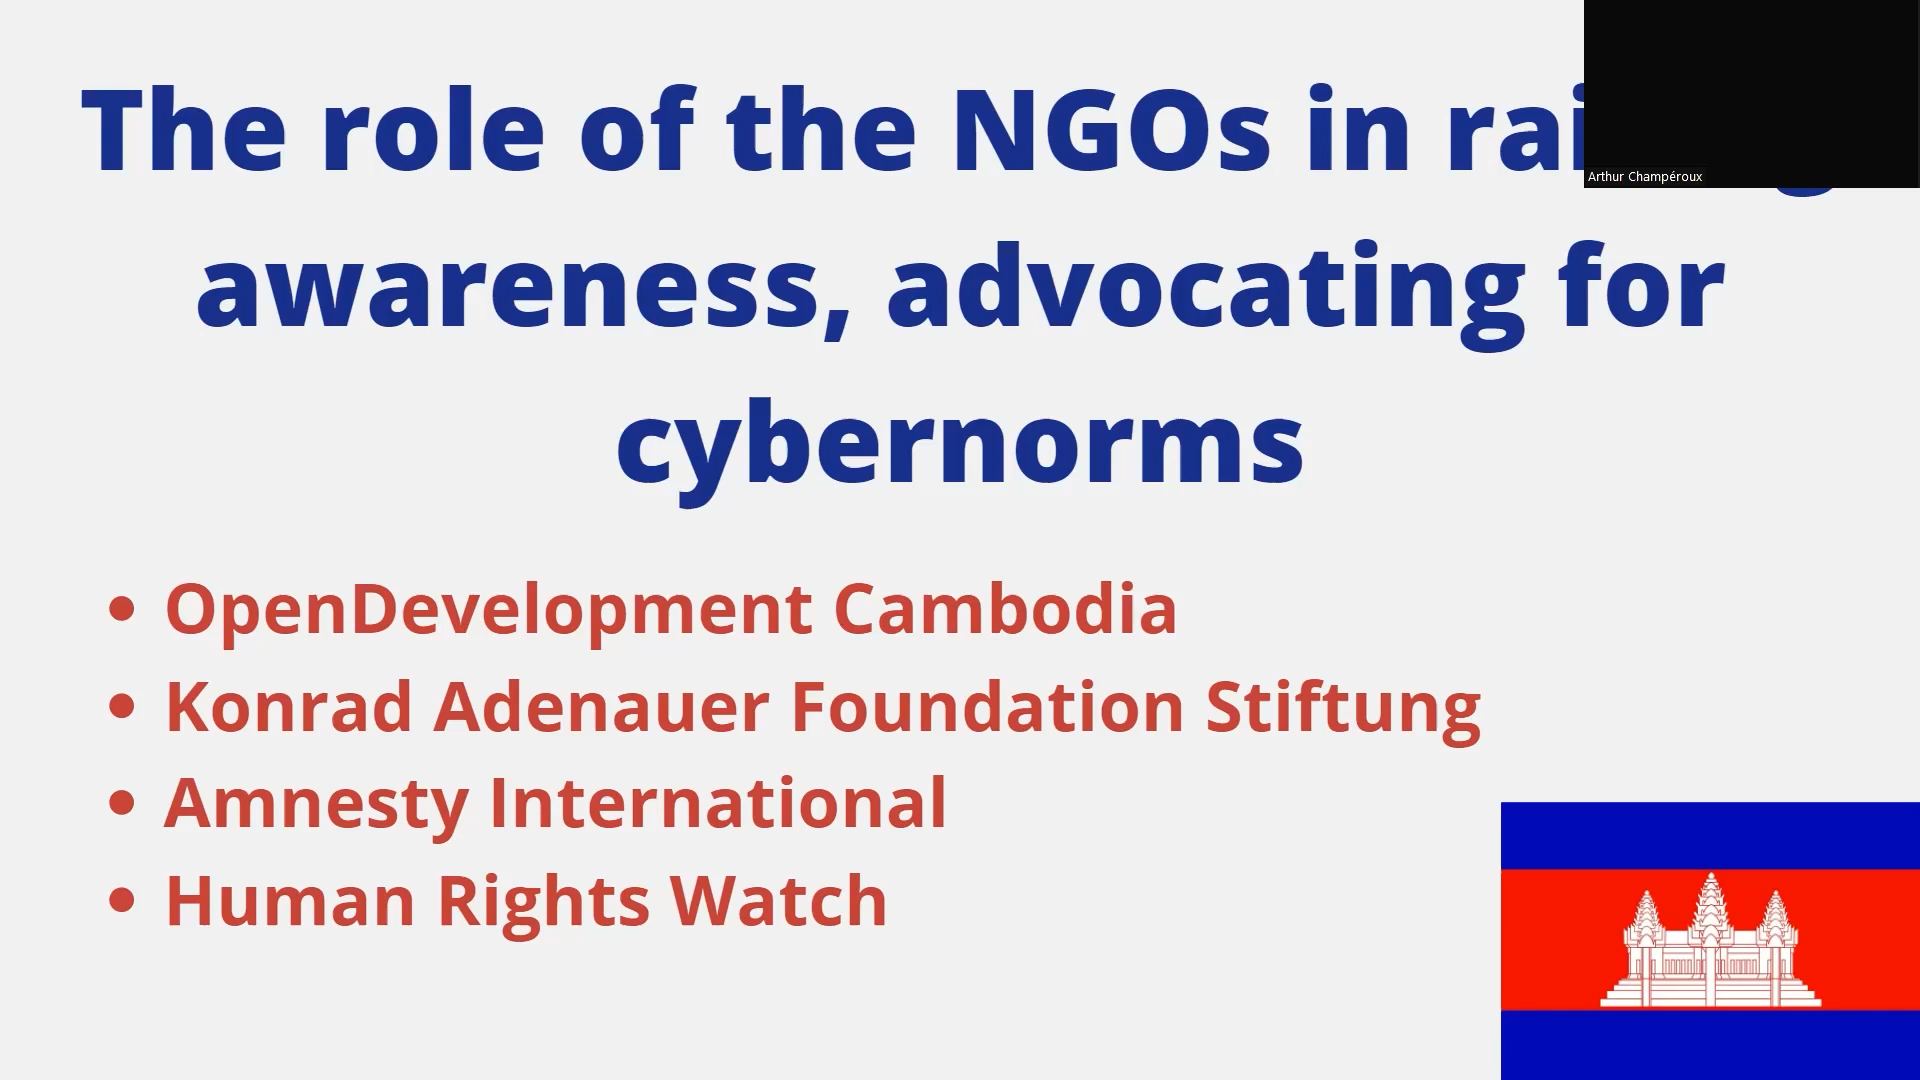 The role of the NGOs in
awareness, advocating for
cybernorms
• OpenDevelopment Cambodia
• Konrad Adenauer Foundation Stiftung
• Amnesty International
• Human Rights Watch
Arthur Champéroux